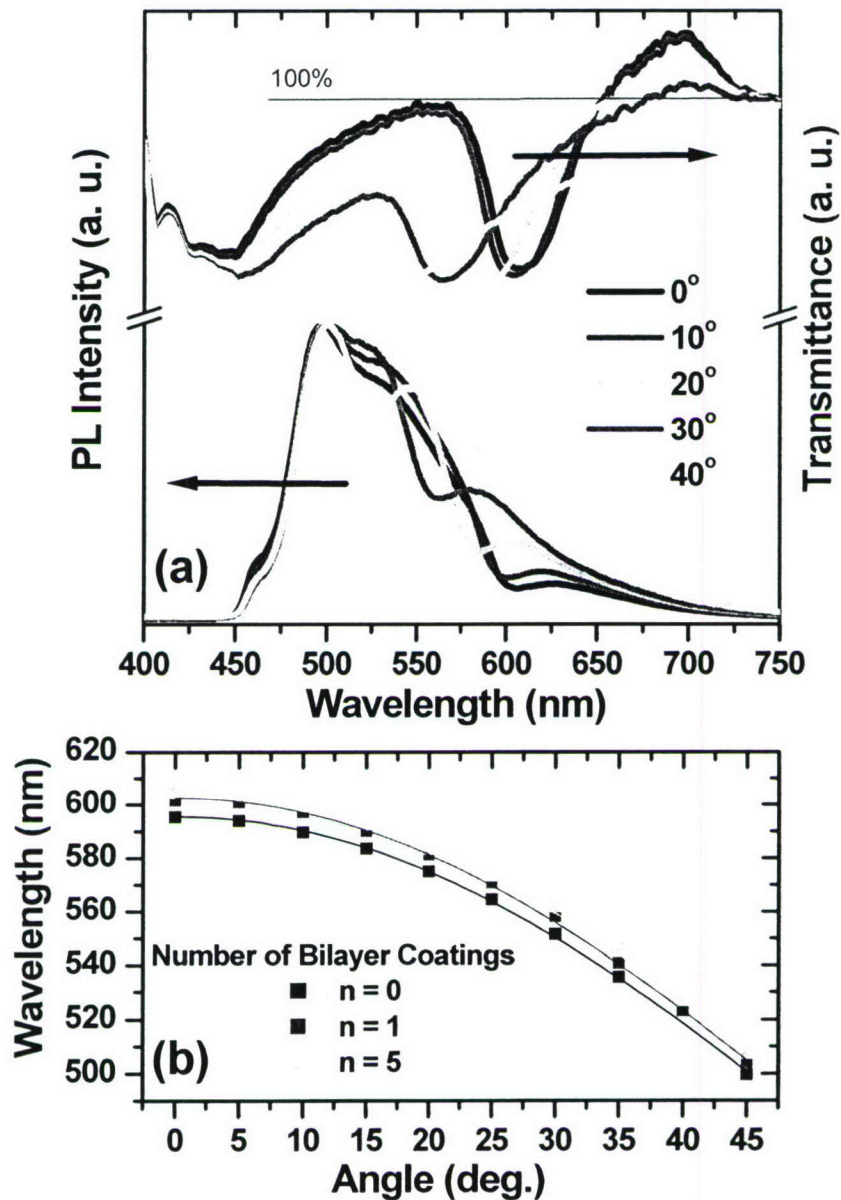 100%
PL Intensity (a. u.)
Transmittance (a. u.)
0°
10°
20°
30°
40°
(a)
400 450 500 550 600 650 700 750
Wavelength (nm)
620
600
580
560
540
520
500
Wavelength (nm)
Number of Bilayer Coatings
n = 0
n = 1
n = 5
(b)
0 5 10 15 20 25 30 35 40 45
Angle (deg.)